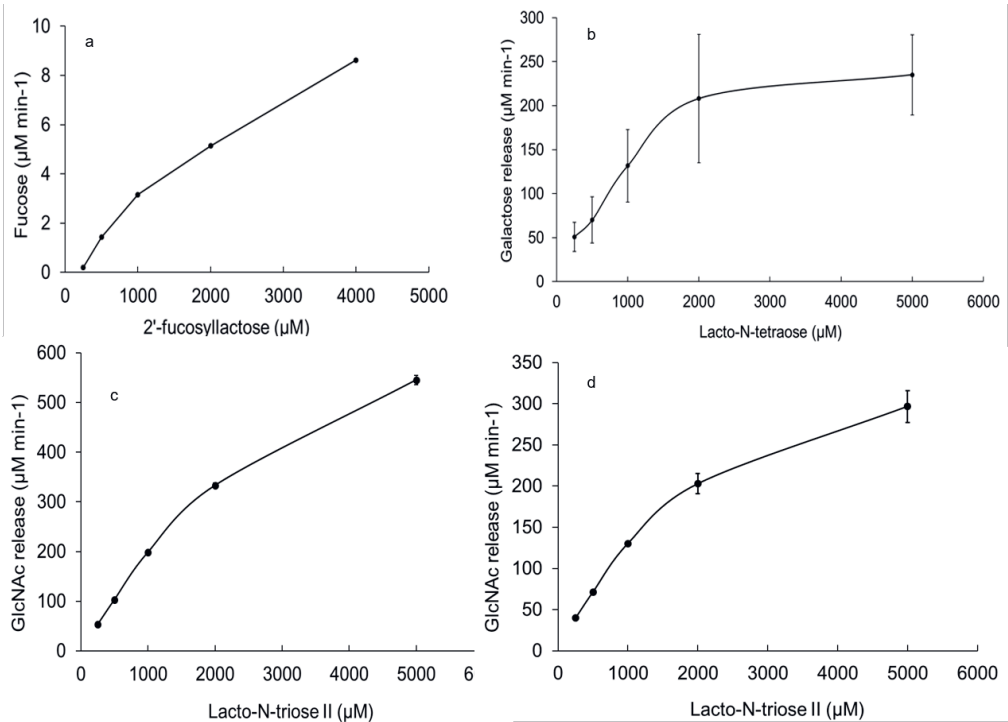 a
Fucose (µM min-1)
10
8
6
4
2
0
0 1000 2000 3000 4000 5000
2'-fucosyllactose (µM)
b
Galactose release (µM min-1)
300
250
200
150
100
50
0
0 1000 2000 3000 4000 5000 6000
Lacto-N-tetraose (µM)
c
GlcNAc release (µM min-1)
600
500
400
300
200
100
0
0 1000 2000 3000 4000 5000 6
Lacto-N-triose II (µM)
d
GlcNAc release (µM min-1)
350
300
250
200
150
100
50
0
0 1000 2000 3000 4000 5000 6000
Lacto-N-triose II (µM)